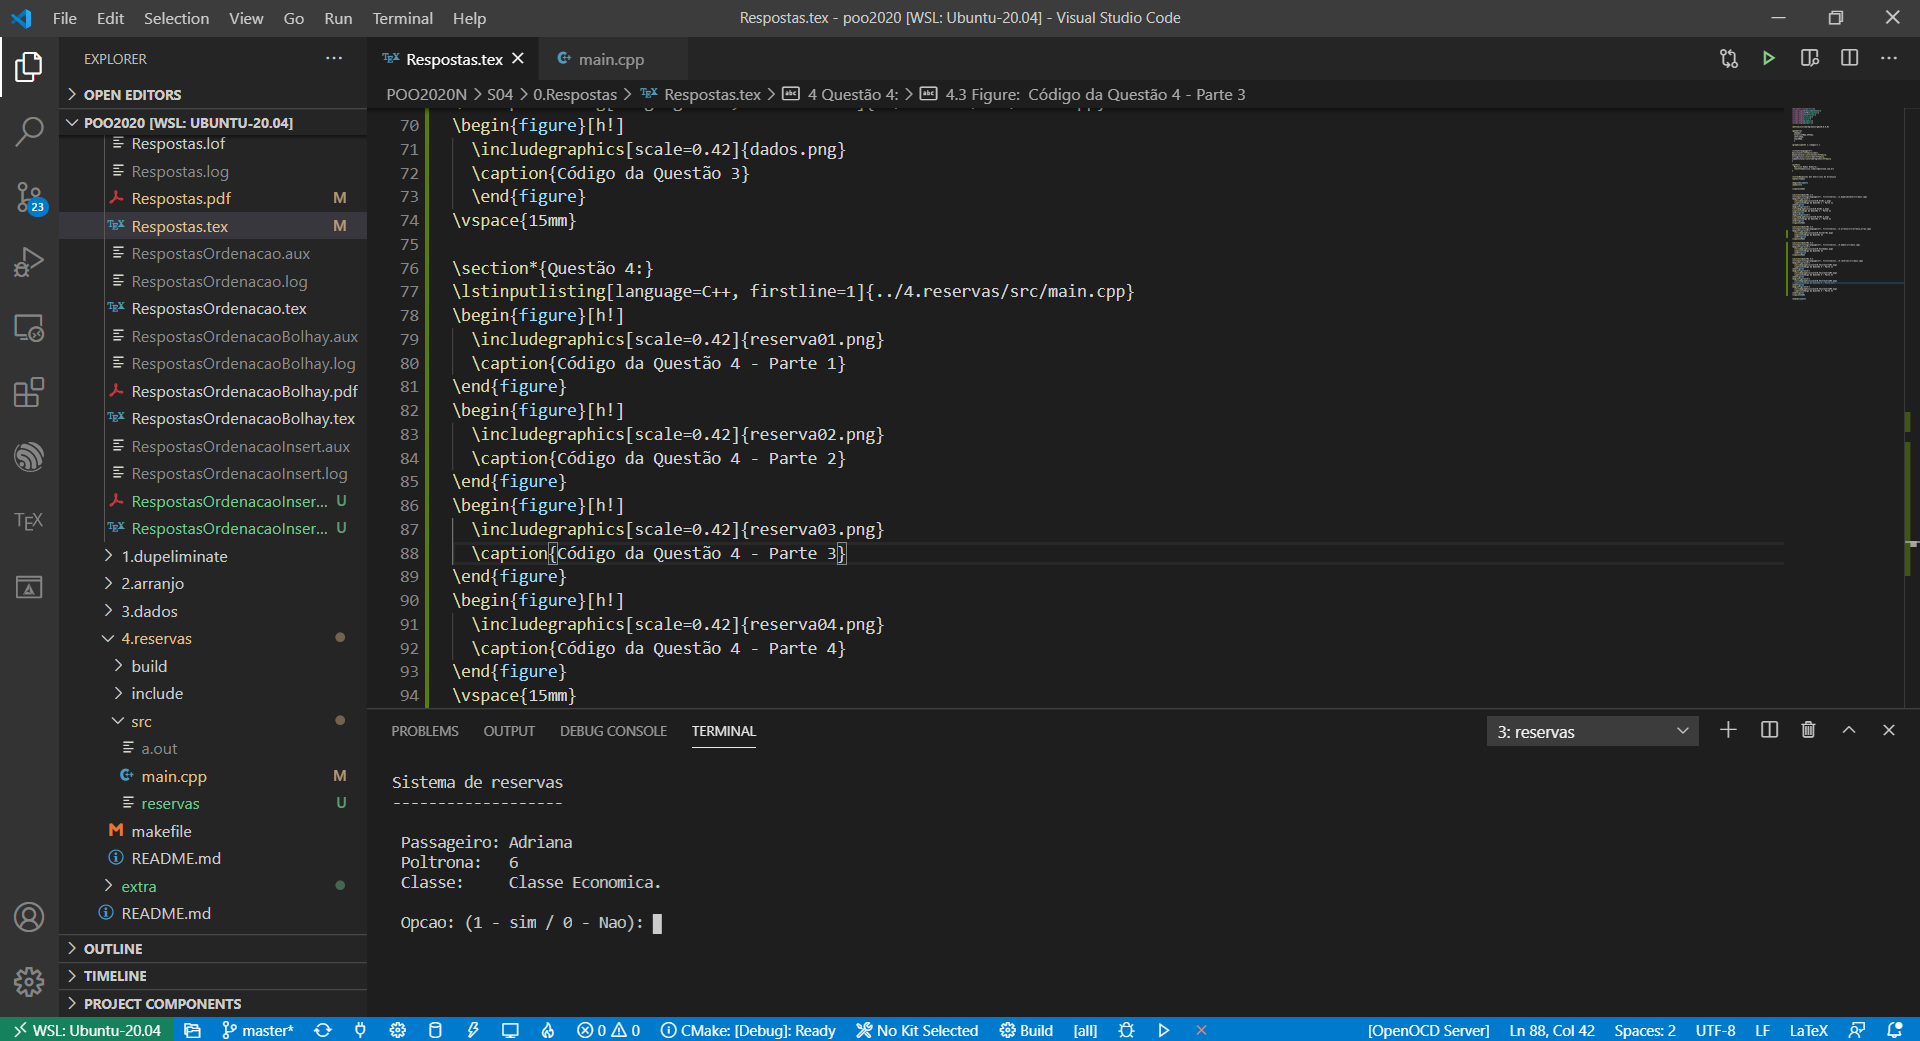 File Edit Selection View Go Run Terminal Help
Respostas.tex - poo2020 [WSL: Ubuntu-20.04] - Visual Studio Code
EXPLORER
OPEN EDITORS
POO2020 [WSL: UBUNTU-20.04]
Respostas.lof
Respostas.log
Respostas.pdf M
Respostas.tex M
RespostasOrdenacao.aux
RespostasOrdenacao.log
RespostasOrdenacao.tex
RespostasOrdenacaoBolhay.aux
RespostasOrdenacaoBolhay.log
RespostasOrdenacaoBolhay.pdf
RespostasOrdenacaoBolhay.tex
RespostasOrdenacaoInsert.aux
RespostasOrdenacaoInsert.log
RespostasOrdenacaoInser... U
RespostasOrdenacaoInser... U
1.dupeliminate
2.arranjo
3.dados
4.reservas
build
include
src
a.out
main.cpp M
reservas U
makefile
README.md
extra
README.md
OUTLINE
TIMELINE
PROJECT COMPONENTS
23
TEX
Respostas.tex main.cpp
POO2020N > S04 > 0.Respostas > Respostas.tex > 4 Questão 4: > 4.3 Figure: Código da Questão 4 - Parte 3
70 \begin{figure}[h!]
71 \includegraphics[scale=0.42]{dados.png}
72 \caption{Código da Questão 3}
73 \end{figure}
74 \vspace{15mm}
75
76 \section*{Questão 4:}
77 \lstinputlisting[language=C++, firstline=1]{../4.reservas/src/main.cpp}
78 \begin{figure}[h!]
79 \includegraphics[scale=0.42]{reserva01.png}
80 \caption{Código da Questão 4 - Parte 1}
81 \end{figure}
82 \begin{figure}[h!]
83 \includegraphics[scale=0.42]{reserva02.png}
84 \caption{Código da Questão 4 - Parte 2}
85 \end{figure}
86 \begin{figure}[h!]
87 \includegraphics[scale=0.42]{reserva03.png}
88 \caption{Código da Questão 4 - Parte 3}
89 \end{figure}
90 \begin{figure}[h!]
91 \includegraphics[scale=0.42]{reserva04.png}
92 \caption{Código da Questão 4 - Parte 4}
93 \end{figure}
94 \vspace{15mm}
PROBLEMS OUTPUT DEBUG CONSOLE TERMINAL 3: reservas
Sistema de reservas
-------------------
Passageiro: Adriana
Poltrona: 6
Classe: Classe Economica.
Opcao: (1 - sim / 0 - Nao):
WSL: Ubuntu-20.04 master* 0 0 CMake: [Debug]: Ready No Kit Selected Build [all] [OpenOCD Server] Ln 88, Col 42 Spaces: 2 UTF-8 LF LaTeX